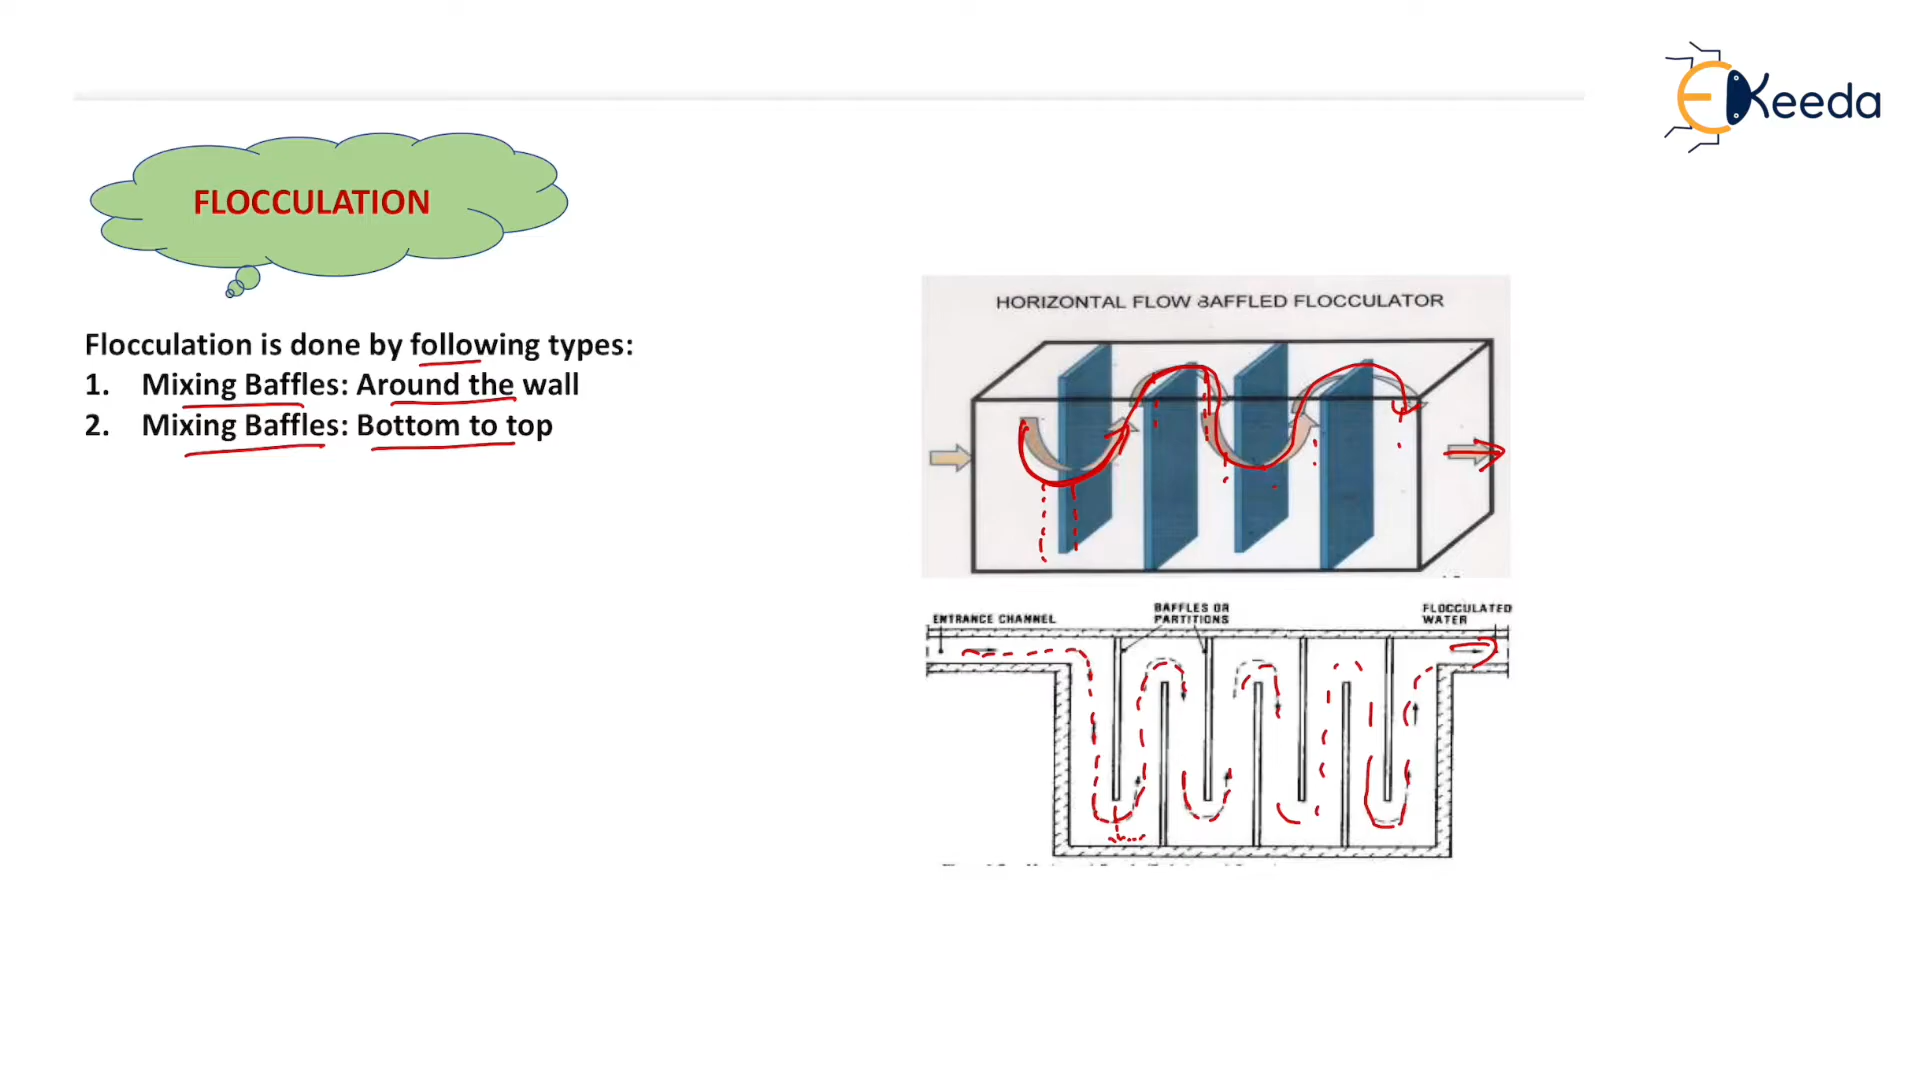 EKeeda
FLOCCULATION
Flocculation is done by following types:
1. Mixing Baffles: Around the wall
2. Mixing Baffles: Bottom to top
HORIZONTAL FLOW BAFFLED FLOCCULATOR
ENTRANCE CHANNEL
BAFFLES OR
PARTITIONS
FLOCCULATED
WATER